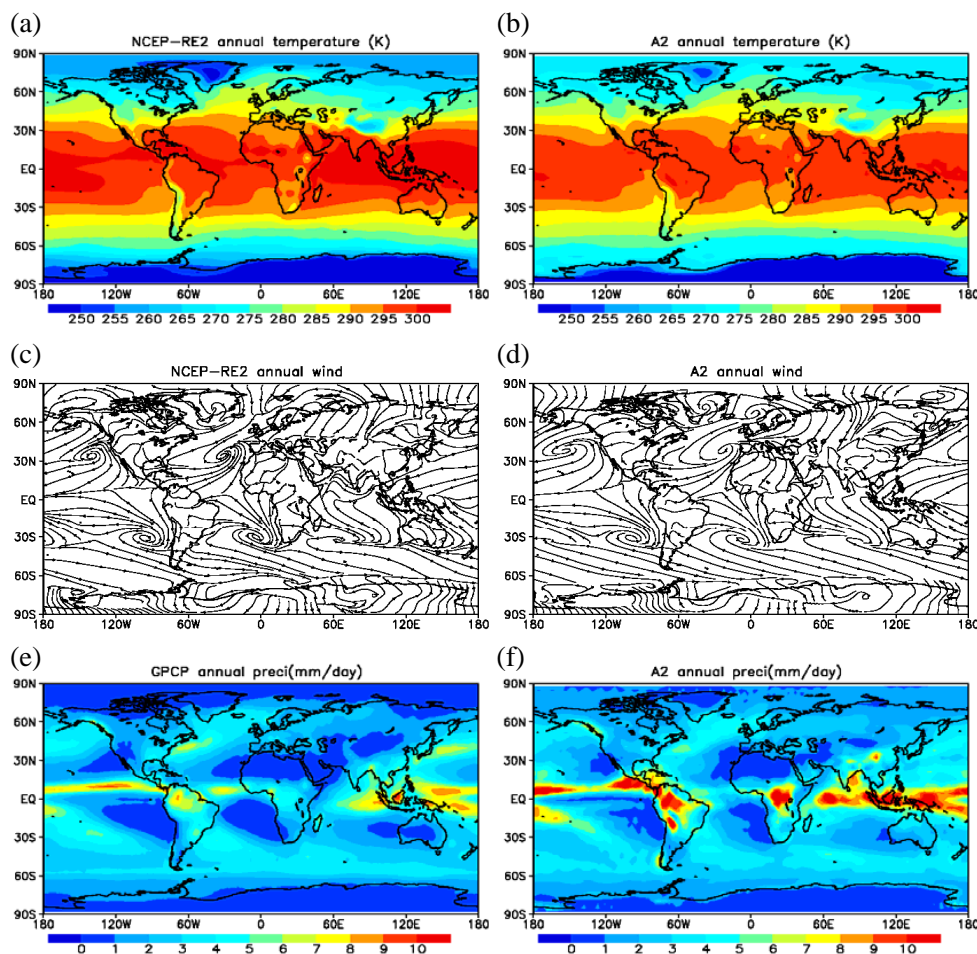 (a)
NCEP-RE2 annual temperature (K)
90N
60N
30N
EQ
30S
60S
90S
180 120W 60W 0 60E 120E 180
250 255 260 265 270 275 280 285 290 295 300
(b)
A2 annual temperature (K)
90N
60N
30N
EQ
30S
60S
90S
180 120W 60W 0 60E 120E 180
250 255 260 265 270 275 280 285 290 295 300
(c)
NCEP-RE2 annual wind
90N
60N
30N
EQ
30S
60S
90S
180 120W 60W 0 60E 120E 180
(d)
A2 annual wind
90N
60N
30N
EQ
30S
60S
90S
180 120W 60W 0 60E 120E 180
(e)
GPCP annual preci(mm/day)
90N
60N
30N
EQ
30S
60S
90S
180 120W 60W 0 60E 120E 180
0 1 2 3 4 5 6 7 8 9 10
(f)
A2 annual preci(mm/day)
90N
60N
30N
EQ
30S
60S
90S
180 120W 60W 0 60E 120E 180
0 1 2 3 4 5 6 7 8 9 10